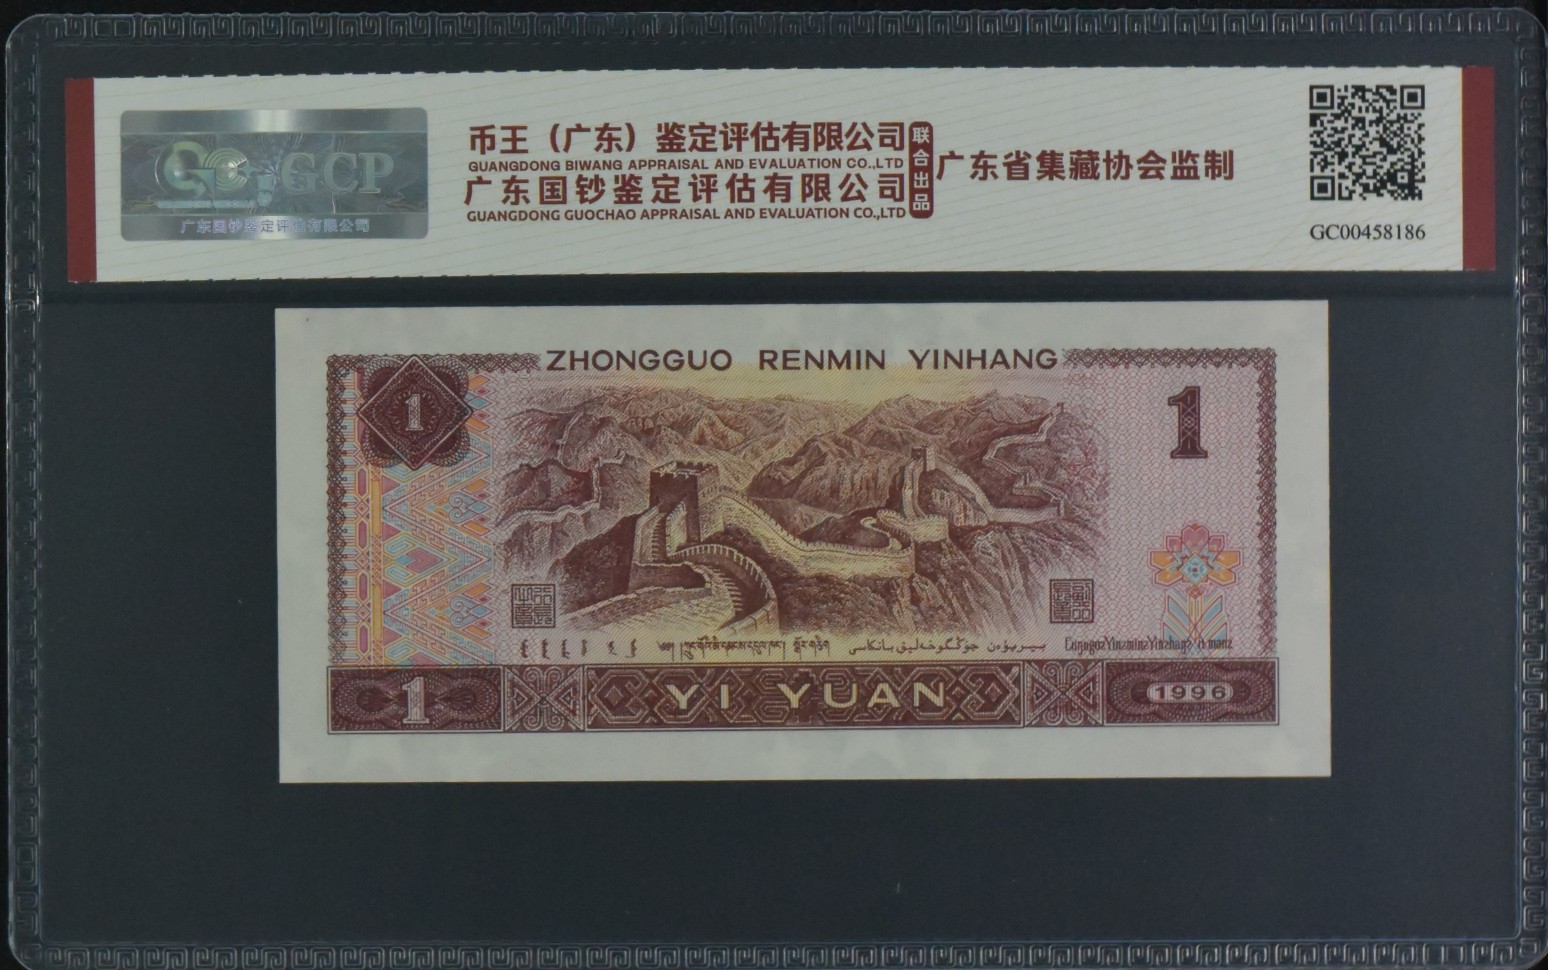 GCP
广东国钞鉴定评估有限公司
币王（广东）鉴定评估有限公司
GUANGDONG BIWANG APPRAISAL AND EVALUATION CO.,LTD
广东国钞鉴定评估有限公司
GUANGDONG GUOCHAO APPRAISAL AND EVALUATION CO.,LTD
联合出品
广东省集藏协会监制
GC00458186
ZHONGGUO RENMIN YINHANG
1
1
جۇڭگو خەلىق بانكىسى
1
YI YUAN
1996